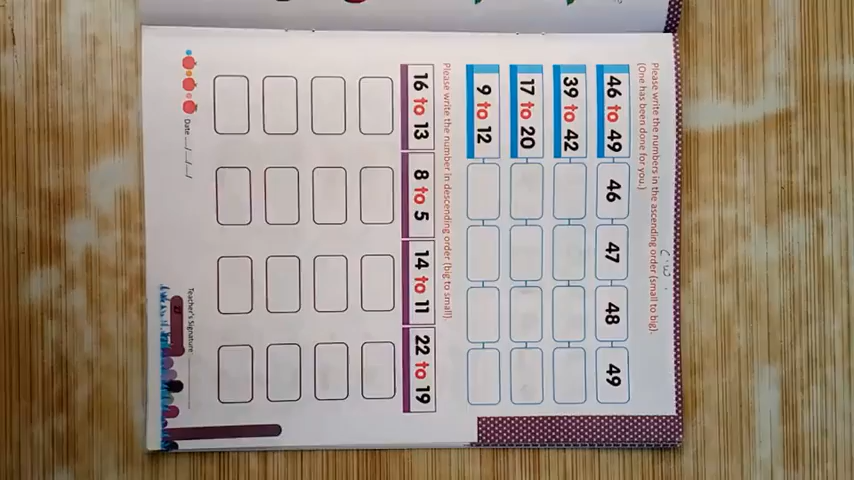 C.W.
Please write the numbers in the ascending order (small to big).
(One has been done for you.)
46 to 49 46 47 48 49
39 to 42
17 to 20
9 to 12
Please write the number in descending order (big to small).
16 to 13 8 to 5 14 to 11 22 to 19
Date __/__/__/ Teacher's Signature: